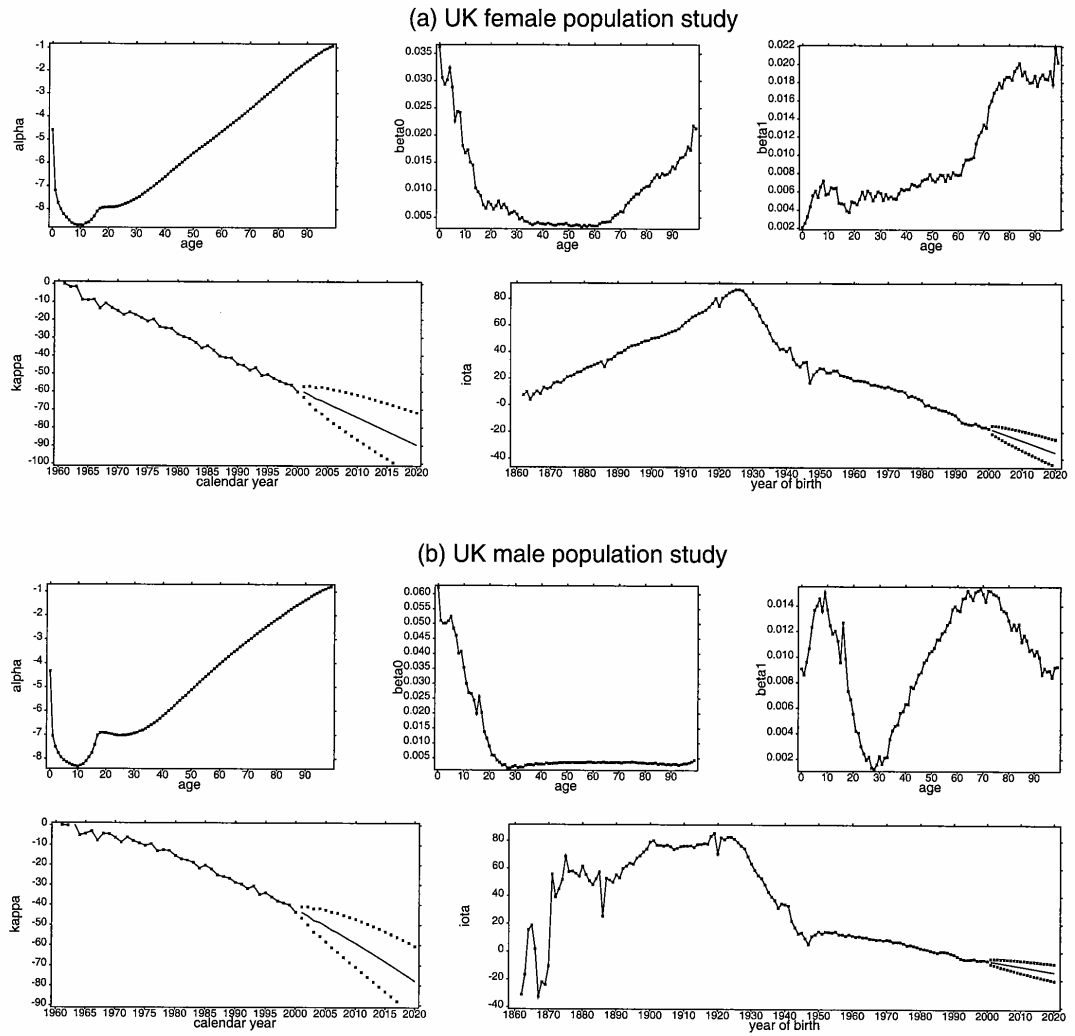 (a) UK female population study
alpha
-1
-2
-3
-4
-5
-6
-7
-8
0 10 20 30 40 50 60 70 80 90
age
beta0
0.035
0.030
0.025
0.020
0.015
0.010
0.005
0 10 20 30 40 50 60 70 80 90
age
beta1
0.022
0.020
0.018
0.016
0.014
0.012
0.010
0.008
0.006
0.004
0.002
0 10 20 30 40 50 60 70 80 90
age
kappa
0
-10
-20
-30
-40
-50
-60
-70
-80
-90
-100
1960 1965 1970 1975 1980 1985 1990 1995 2000 2005 2010 2015 2020
calendar year
iota
80
60
40
20
-0
-20
-40
1860 1870 1880 1890 1900 1910 1920 1930 1940 1950 1960 1970 1980 1990 2000 2010 2020
year of birth
(b) UK male population study
alpha
-1
-2
-3
-4
-5
-6
-7
-8
0 10 20 30 40 50 60 70 80 90
age
beta0
0.060
0.055
0.050
0.045
0.040
0.035
0.030
0.025
0.020
0.015
0.010
0.005
0 10 20 30 40 50 60 70 80 90
age
beta1
0.014
0.012
0.010
0.008
0.006
0.004
0.002
0 10 20 30 40 50 60 70 80 90
age
kappa
0
-10
-20
-30
-40
-50
-60
-70
-80
-90
1960 1965 1970 1975 1980 1985 1990 1995 2000 2005 2010 2015 2020
calendar year
iota
80
60
40
20
0
-20
-40
1860 1870 1880 1890 1900 1910 1920 1930 1940 1950 1960 1970 1980 1990 2000 2010 2020
year of birth